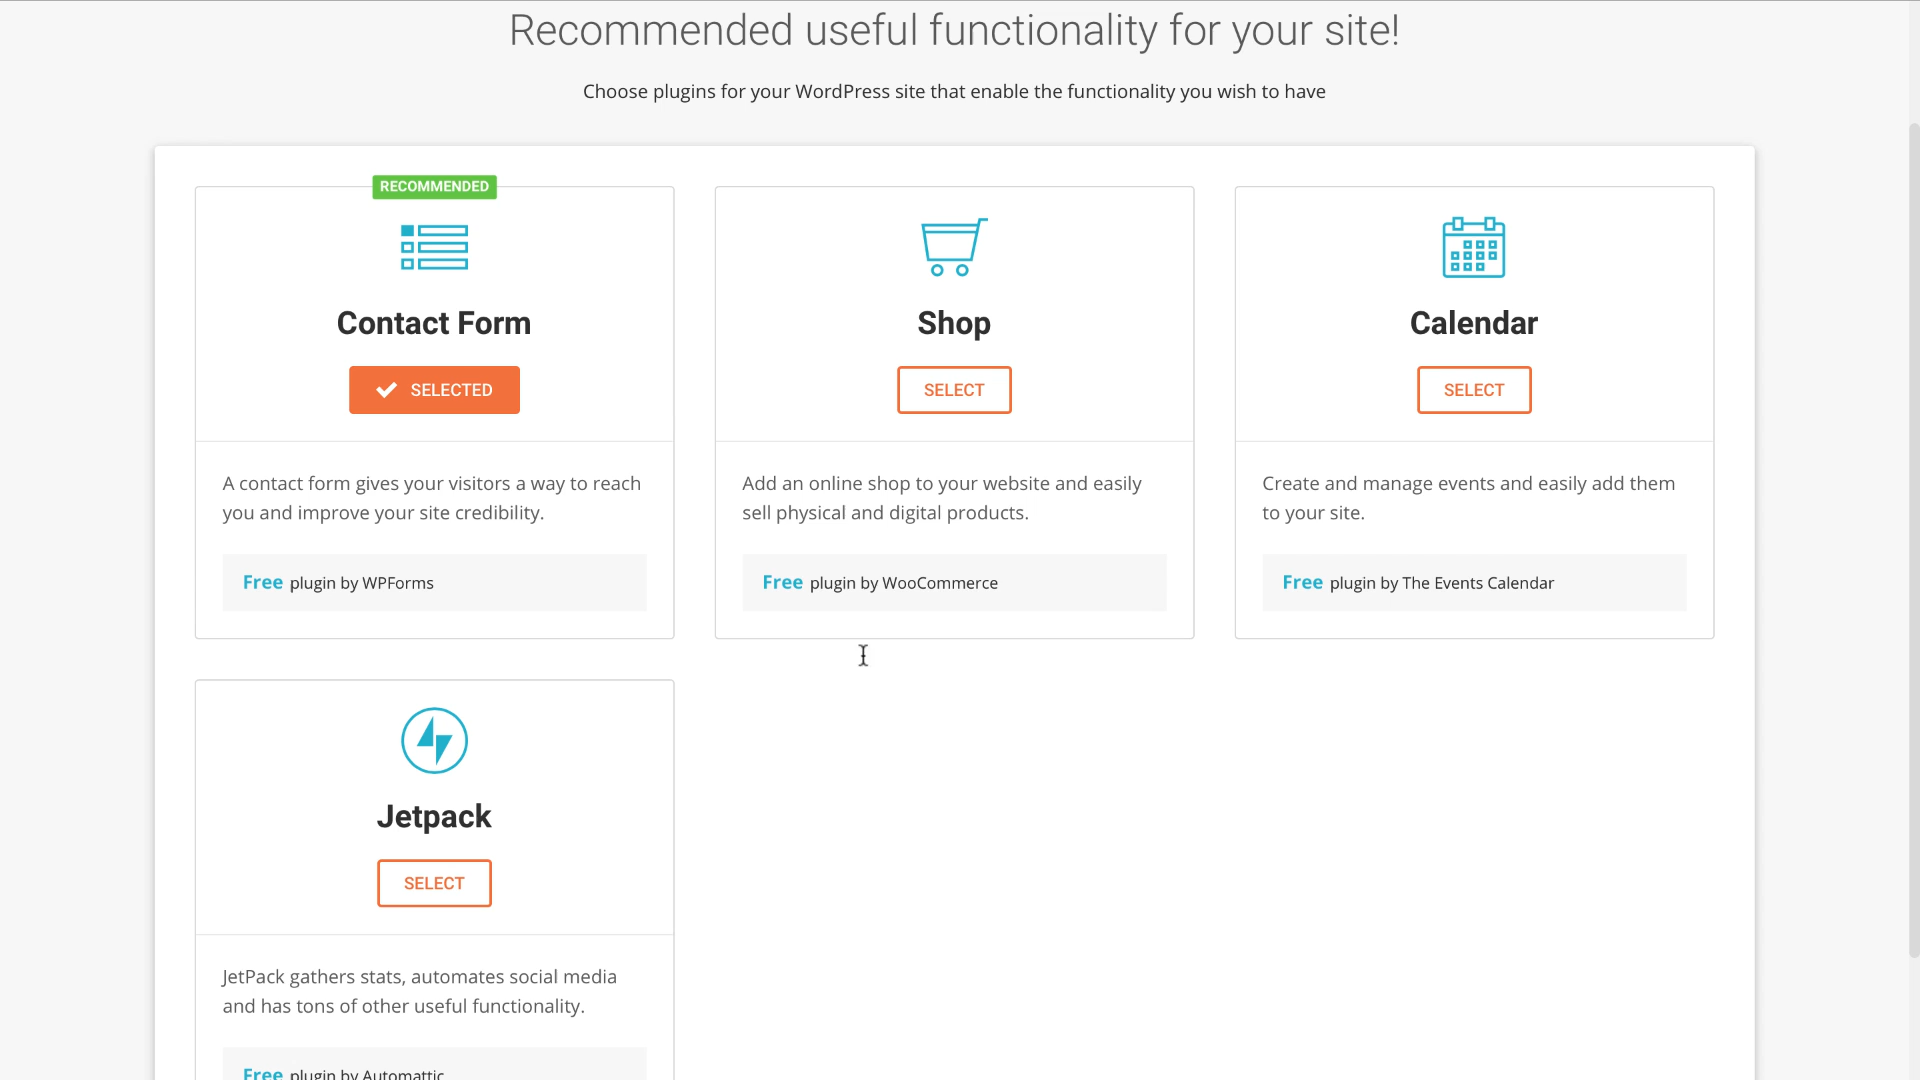 Recommended useful functionality for your site!
Choose plugins for your WordPress site that enable the functionality you wish to have
RECOMMENDED
Contact Form
SELECTED
A contact form gives your visitors a way to reach
you and improve your site credibility.
Free plugin by WPForms
Shop
SELECT
Add an online shop to your website and easily
sell physical and digital products.
Free plugin by WooCommerce
Calendar
SELECT
Create and manage events and easily add them
to your site.
Free plugin by The Events Calendar
Jetpack
SELECT
JetPack gathers stats, automates social media
and has tons of other useful functionality.
Free plugin by Automattic